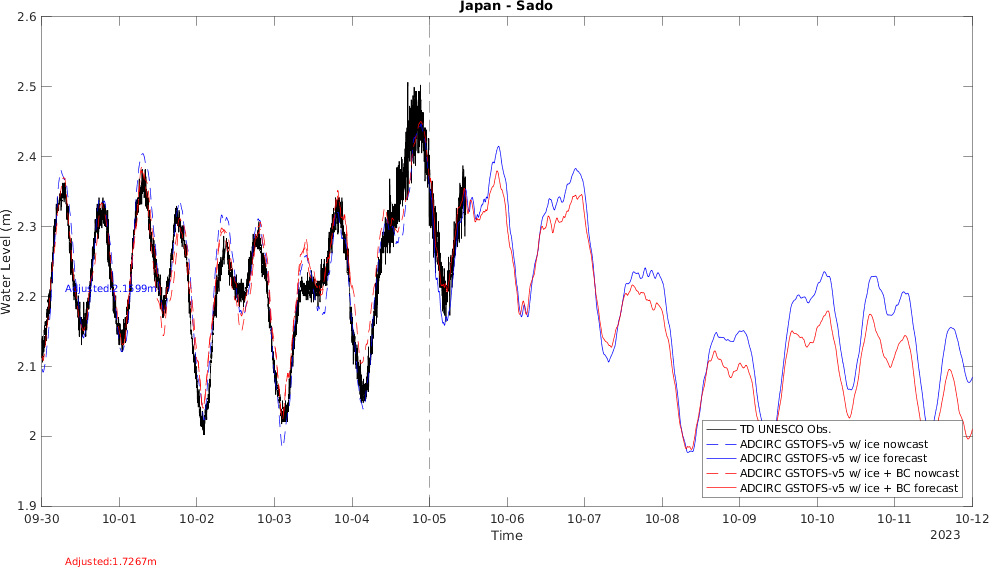 Japan - Sado
2.6
2.5
2.4
2.3
2.2
2.1
2
1.9
Water Level (m)
Adjusted:2.1599m
TD UNESCO Obs.
ADCIRC GSTOFS-v5 w/ ice nowcast
ADCIRC GSTOFS-v5 w/ ice forecast
ADCIRC GSTOFS-v5 w/ ice + BC nowcast
ADCIRC GSTOFS-v5 w/ ice + BC forecast
09-30 10-01 10-02 10-03 10-04 10-05 10-06 10-07 10-08 10-09 10-10 10-11 10-12
Time
2023
Adjusted:1.7267m